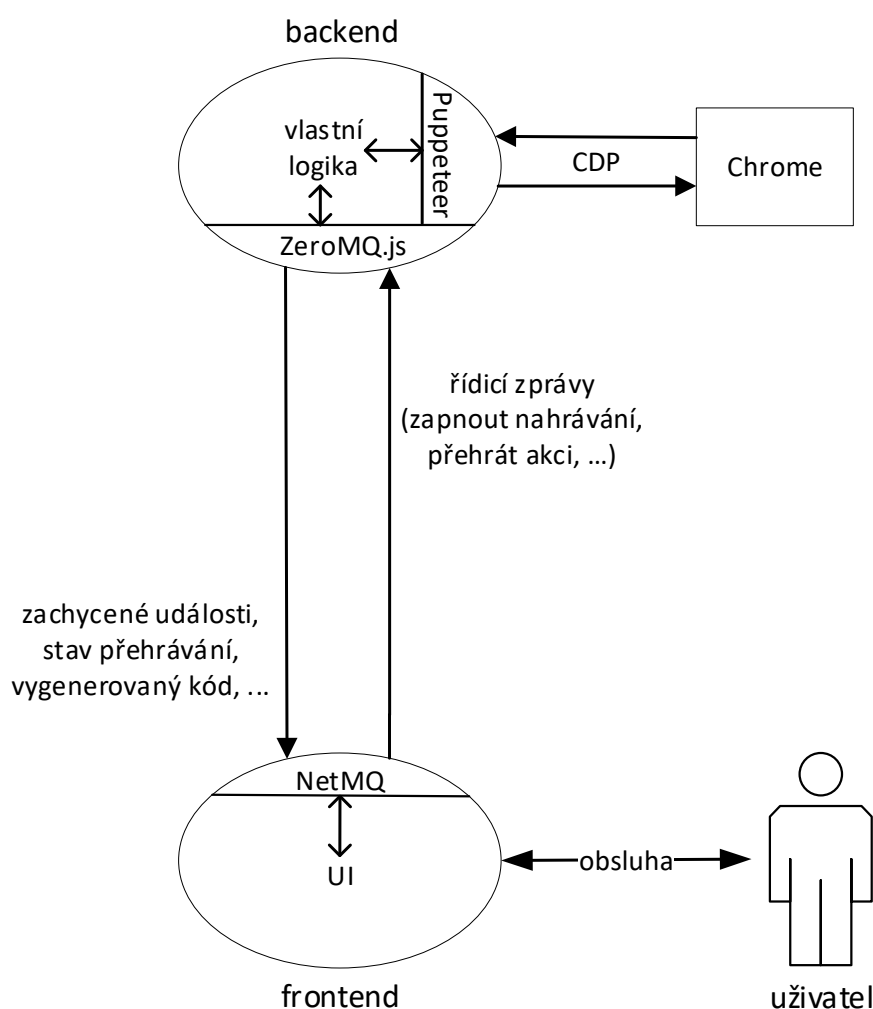 backend
vlastní
logika
Puppeteer
ZeroMQ.js
CDP
Chrome
řídicí zprávy
(zapnout nahrávání,
přehrát akci, ...)
zachycené události,
stav přehrávání,
vygenerovaný kód, ...
NetMQ
UI
obsluha
frontend
uživatel